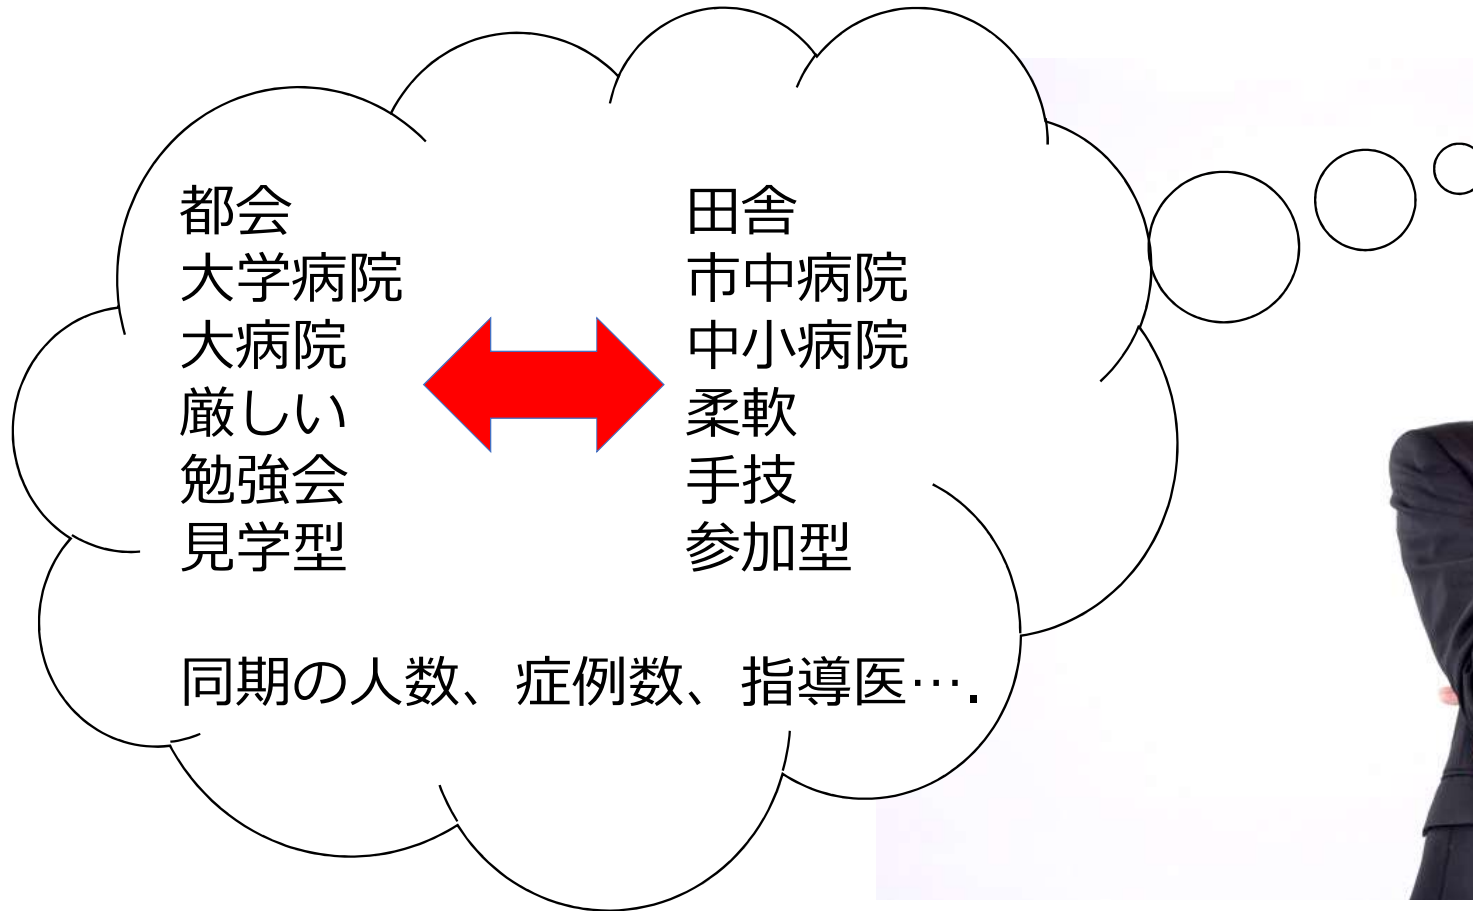 都会
大学病院
大病院
厳しい
勉強会
見学型
田舎
市中病院
中小病院
柔軟
手技
参加型
同期の人数、症例数、指導医….